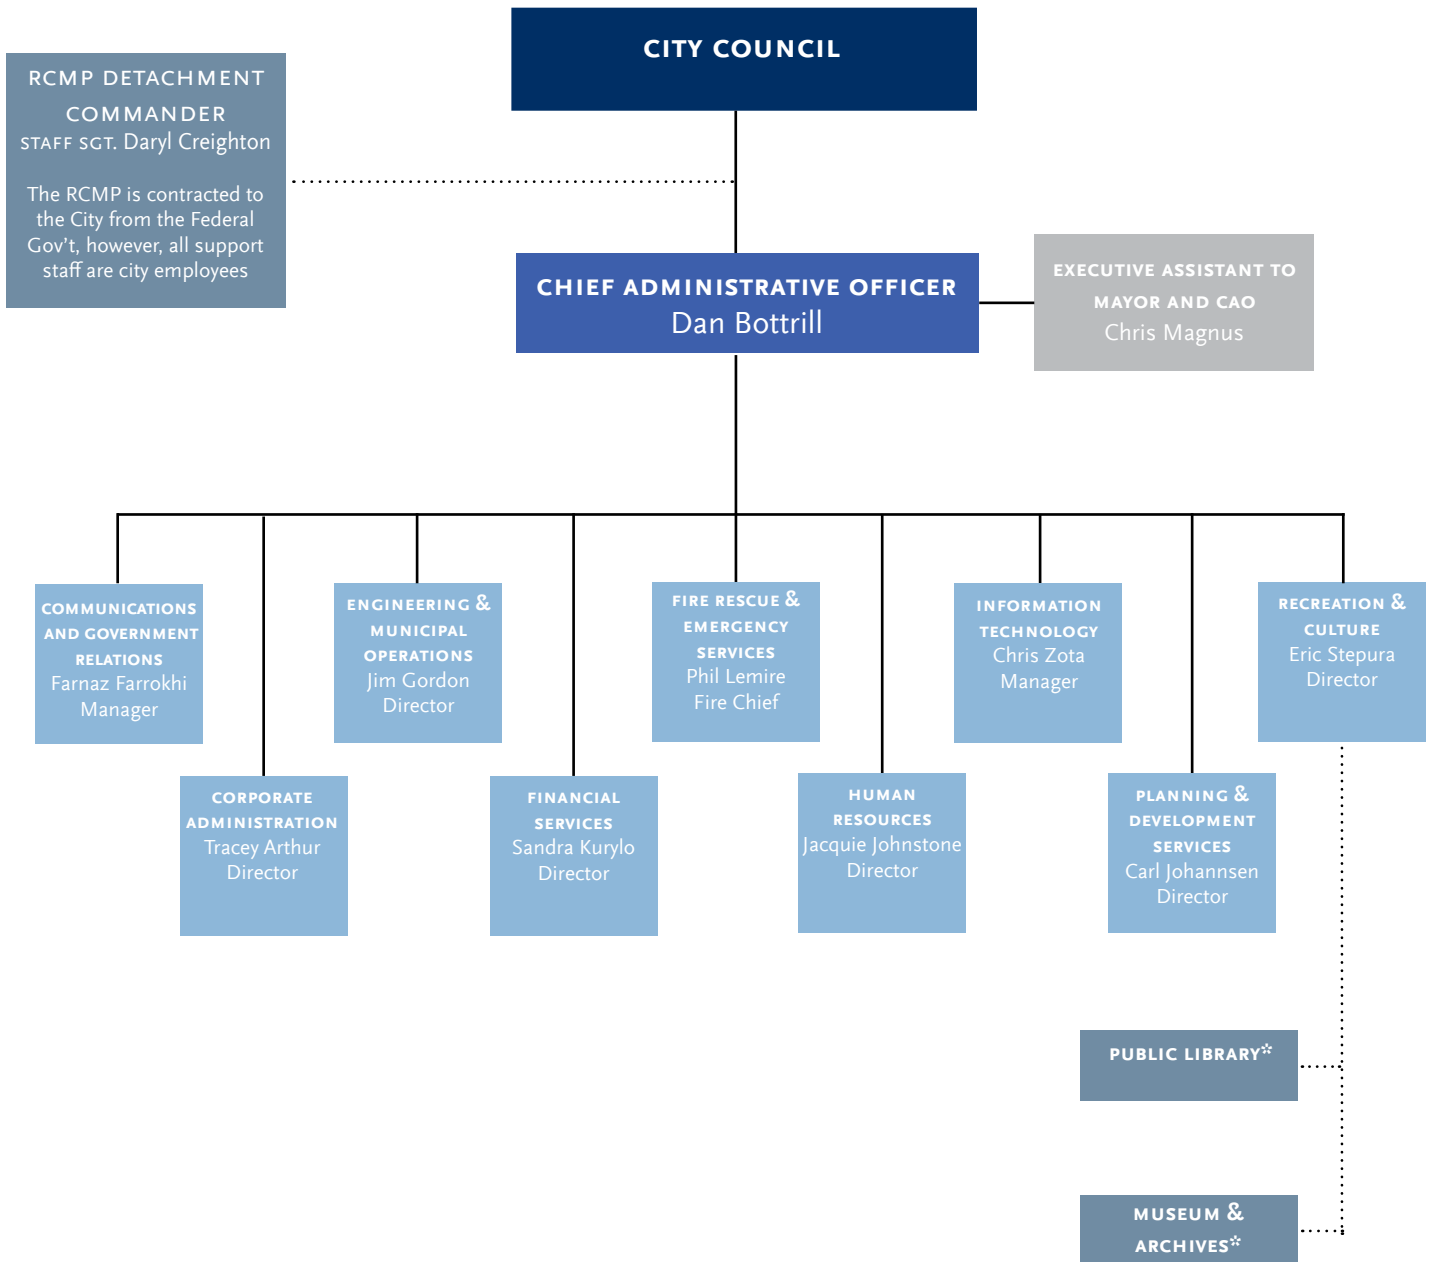 CITY COUNCIL
RCMP DETACHMENT
COMMANDER
STAFF SGT. Daryl Creighton
The RCMP is contracted to
the City from the Federal
Gov't, however, all support
staff are city employees
CHIEF ADMINISTRATIVE OFFICER
Dan Bottrill
EXECUTIVE ASSISTANT TO
MAYOR AND CAO
Chris Magnus
COMMUNICATIONS
AND GOVERNMENT
RELATIONS
Farnaz Farrokhi
Manager
ENGINEERING &
MUNICIPAL
OPERATIONS
Jim Gordon
Director
FIRE RESCUE &
EMERGENCY
SERVICES
Phil Lemire
Fire Chief
INFORMATION
TECHNOLOGY
Chris Zota
Manager
RECREATION &
CULTURE
Eric Stepura
Director
CORPORATE
ADMINISTRATION
Tracey Arthur
Director
FINANCIAL
SERVICES
Sandra Kurylo
Director
HUMAN
RESOURCES
Jacquie Johnstone
Director
PLANNING &
DEVELOPMENT
SERVICES
Carl Johannsen
Director
PUBLIC LIBRARY*
MUSEUM &
ARCHIVES*